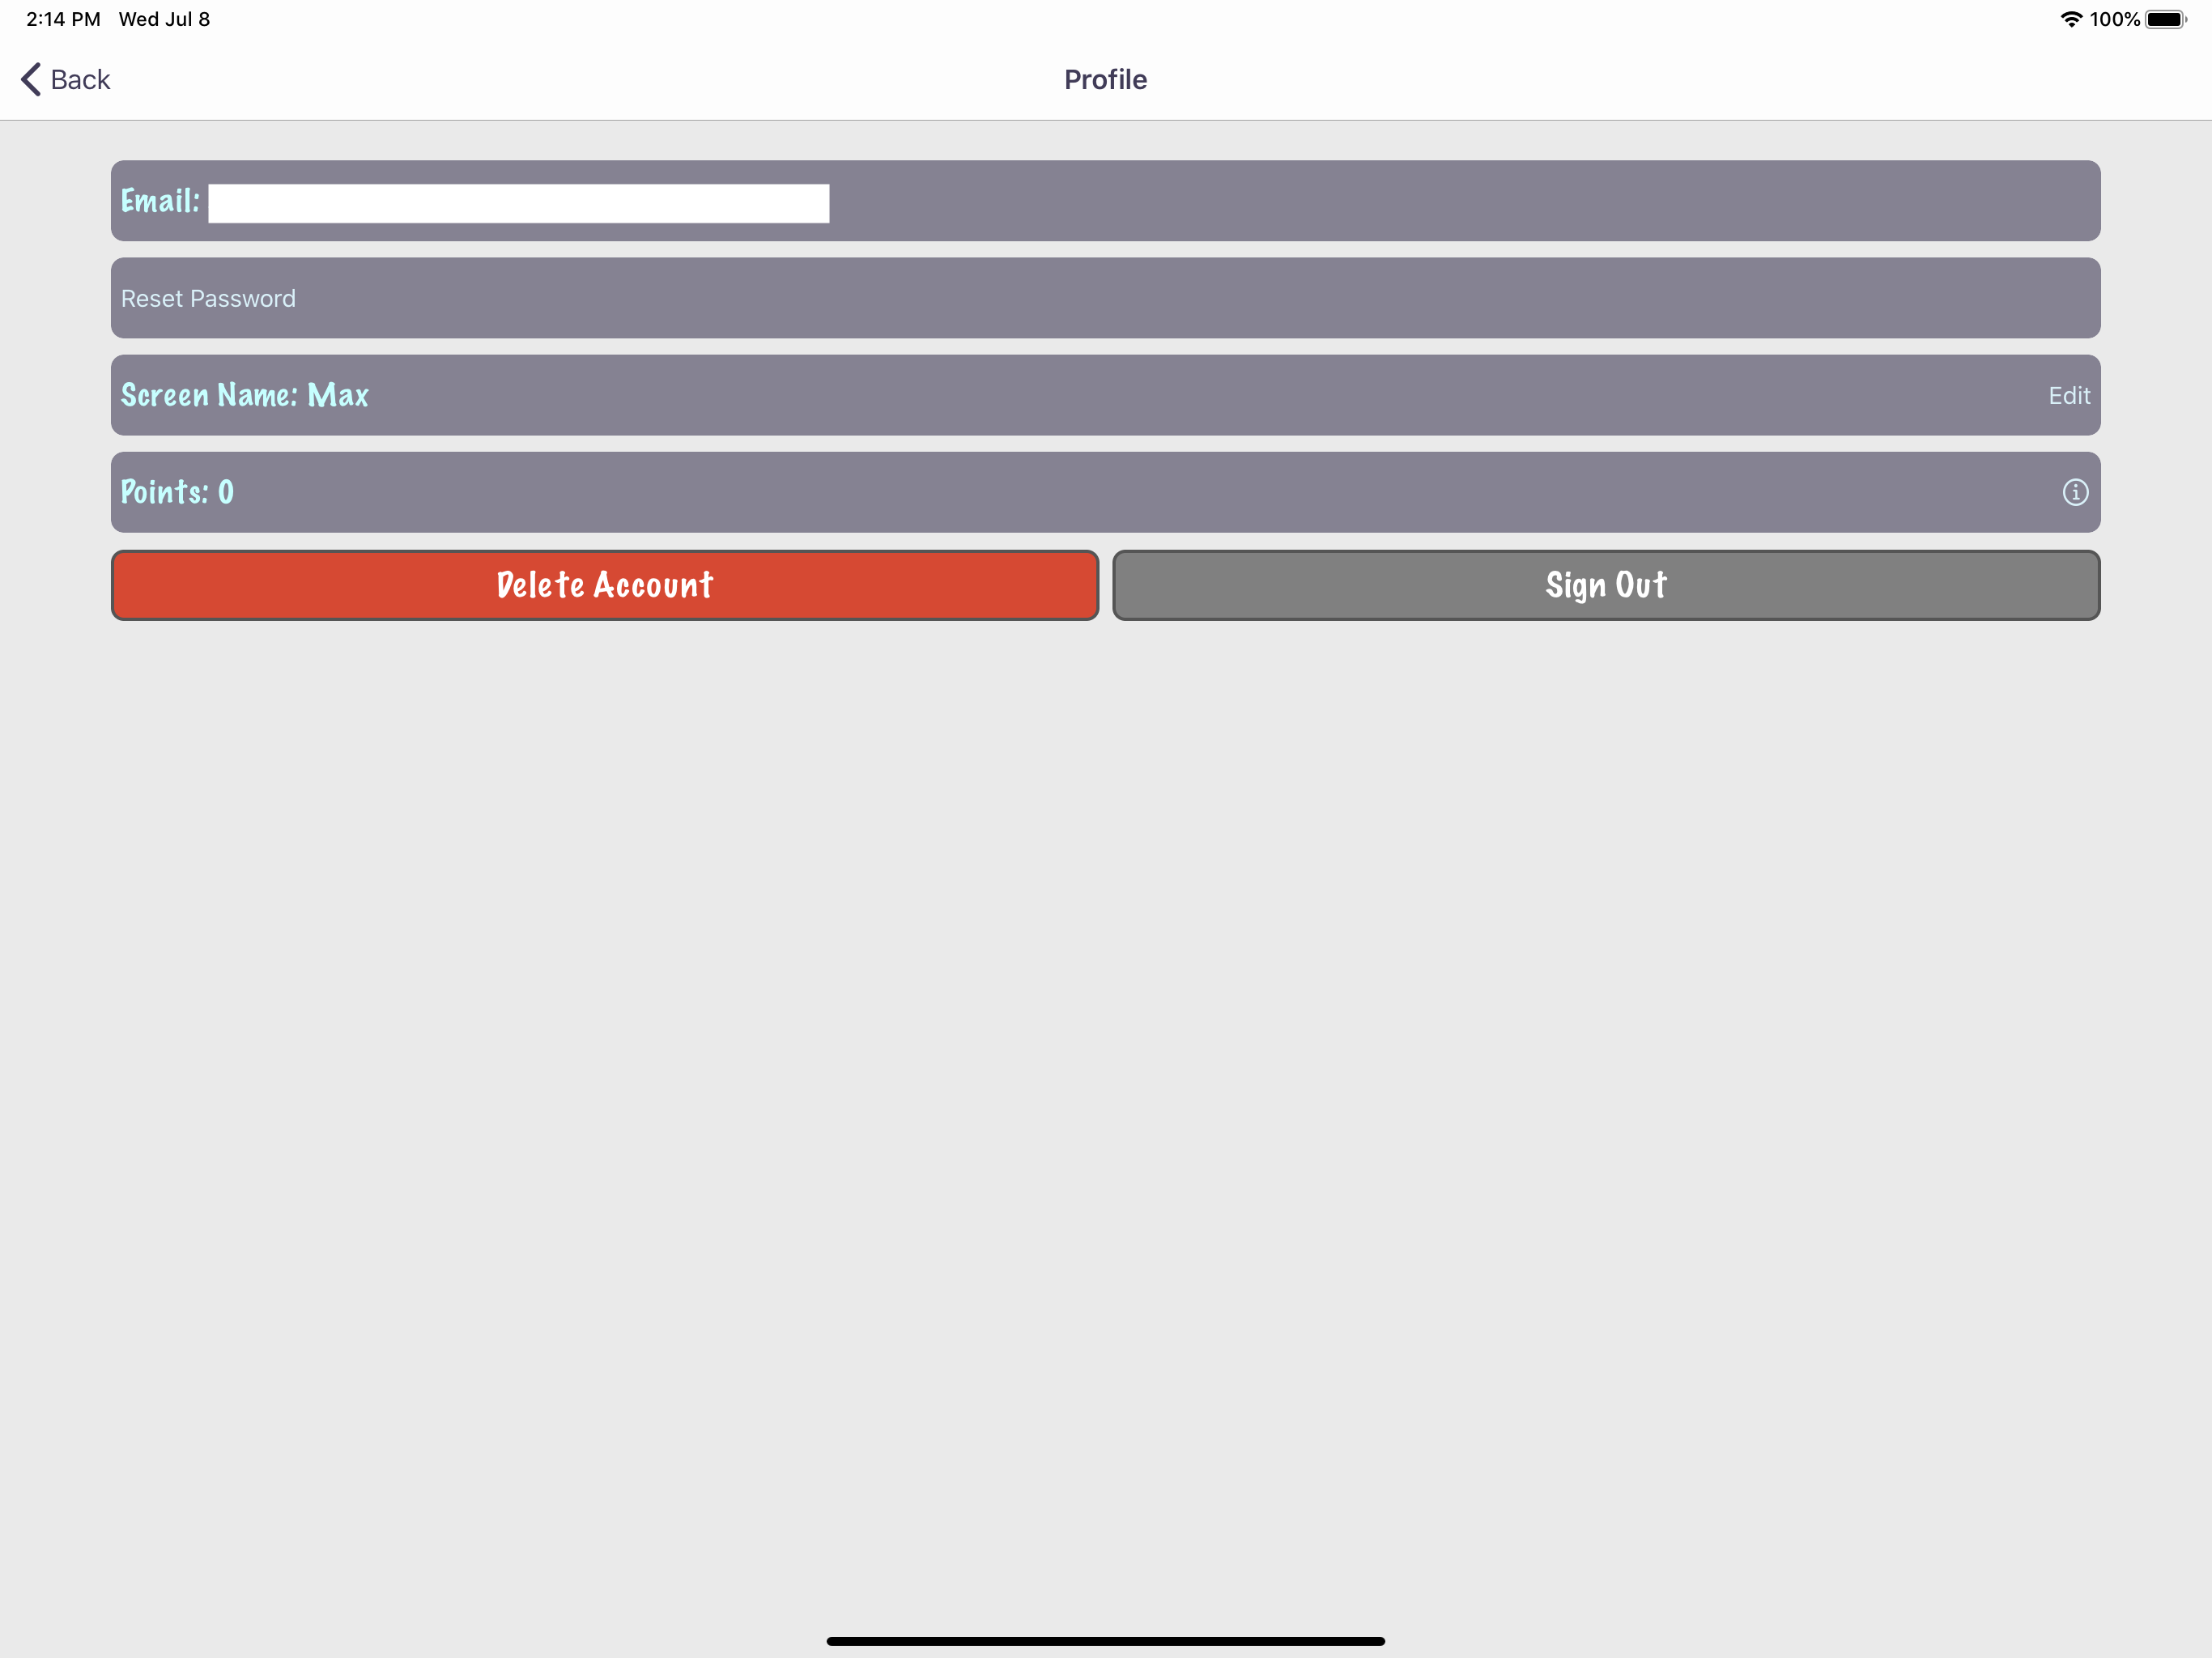 2:14 PM Wed Jul 8 100%
Back Profile
Email:
Reset Password
Screen Name: Max Edit
Points: 0
Delete Account Sign Out